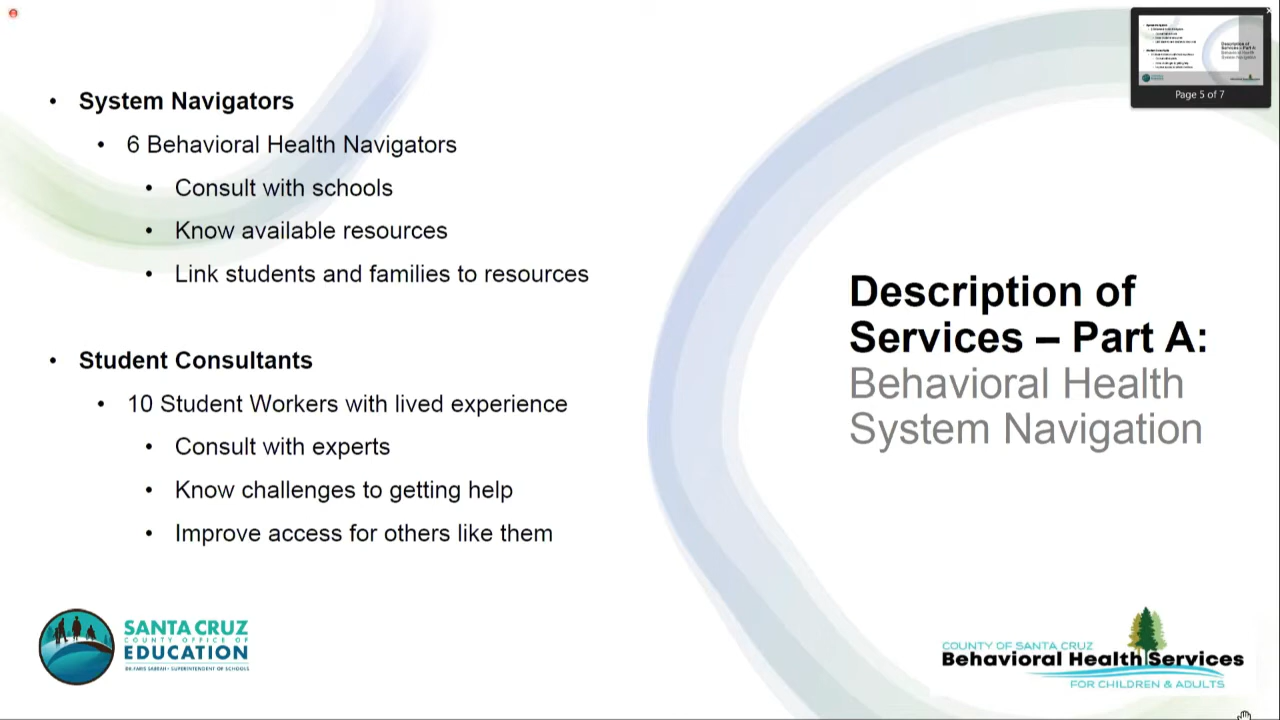 System Navigators
6 Behavioral Health Navigators
Consult with schools
Know available resources
Link students and families to resources
Student Consultants
10 Student Workers with lived experience
Consult with experts
Know challenges to getting help
Improve access for others like them
Description of
Services – Part A:
Behavioral Health
System Navigation
Page 5 of 7
SANTA CRUZ
COUNTY OFFICE OF
EDUCATION
DR. FARIS SABBAH • SUPERINTENDENT OF SCHOOLS
COUNTY OF SANTA CRUZ
Behavioral Health Services
FOR CHILDREN & ADULTS